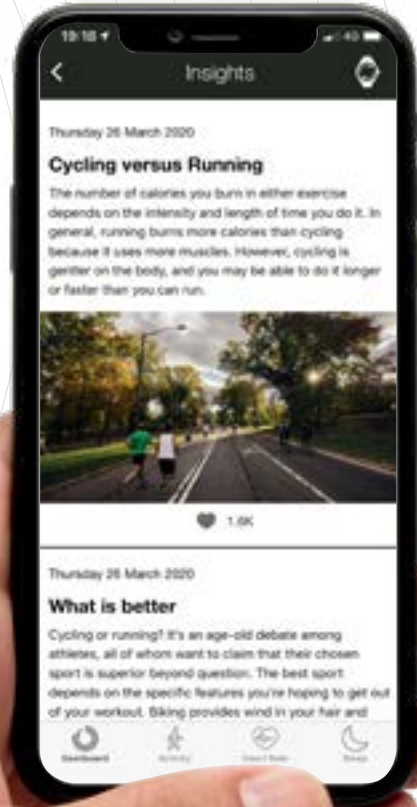 19:18
4G
Insights
Thursday 26 March 2020
Cycling versus Running
The number of calories you burn in either exercise
depends on the intensity and length of time you do it. In
general, running burns more calories than cycling
because it uses more muscles. However, cycling is
gentler on the body, and you may be able to do it longer
or faster than you can run.
1.8K
Thursday 26 March 2020
What is better
Cycling or running? It's an age-old debate among
athletes, all of whom want to claim that their chosen
sport is superior beyond question. The best sport
depends on the specific features you're hoping to get out
of your workout. Biking provides wind in your hair and
Dashboard
Activity
Heart Rate
Sleep